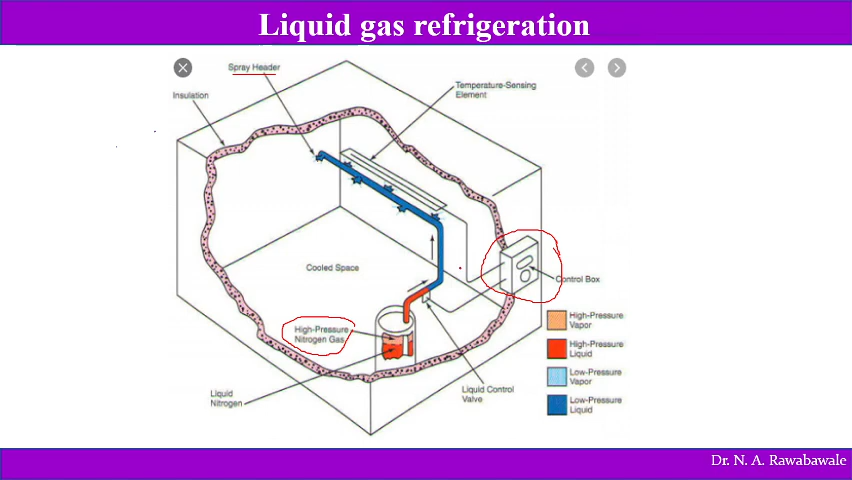 Liquid gas refrigeration
Spray Header
Temperature-Sensing
Element
Insulation
Cooled Space
Control Box
High-Pressure
Nitrogen Gas
Liquid
Nitrogen
Liquid Control
Valve
High-Pressure
Vapor
High-Pressure
Liquid
Low-Pressure
Vapor
Low-Pressure
Liquid
Dr. N. A. Rawabawale